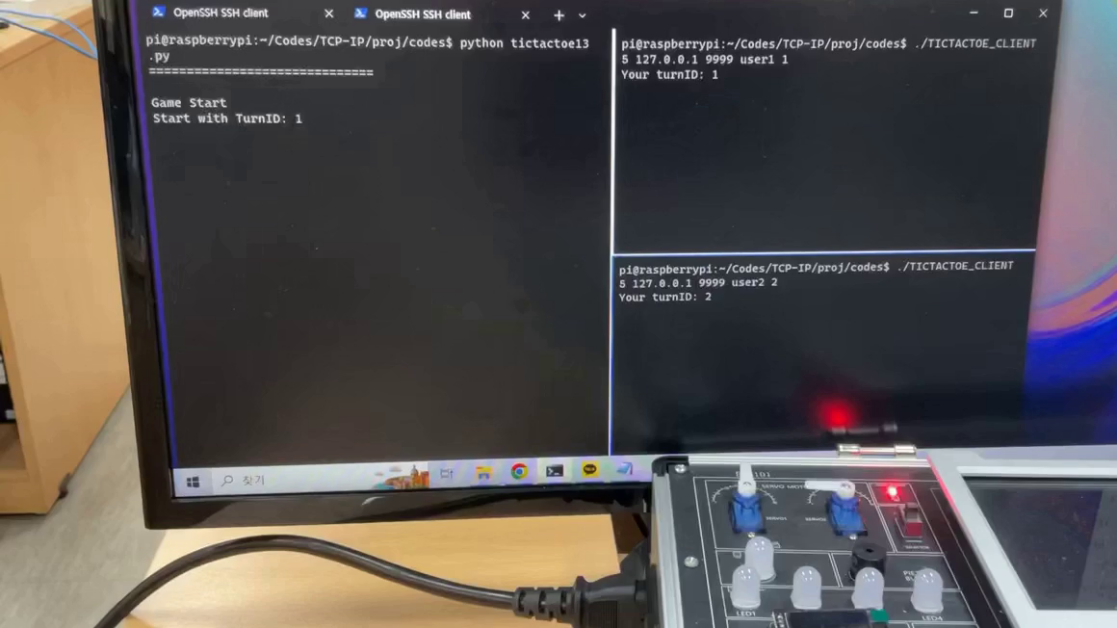 OpenSSH SSH client
OpenSSH SSH client
pi@raspberrypi:~/Codes/TCP-IP/proj/codes$ python tictactoe13
.py
==============================
Game Start
Start with TurnID: 1
pi@raspberrypi:~/Codes/TCP-IP/proj/codes$ ./TICTACTOE_CLIENT
5 127.0.0.1 9999 user1 1
Your turnID: 1
pi@raspberrypi:~/Codes/TCP-IP/proj/codes$ ./TICTACTOE_CLIENT
5 127.0.0.1 9999 user2 2
Your turnID: 2
찾기
SERVO MOTOR
LED1
LED4